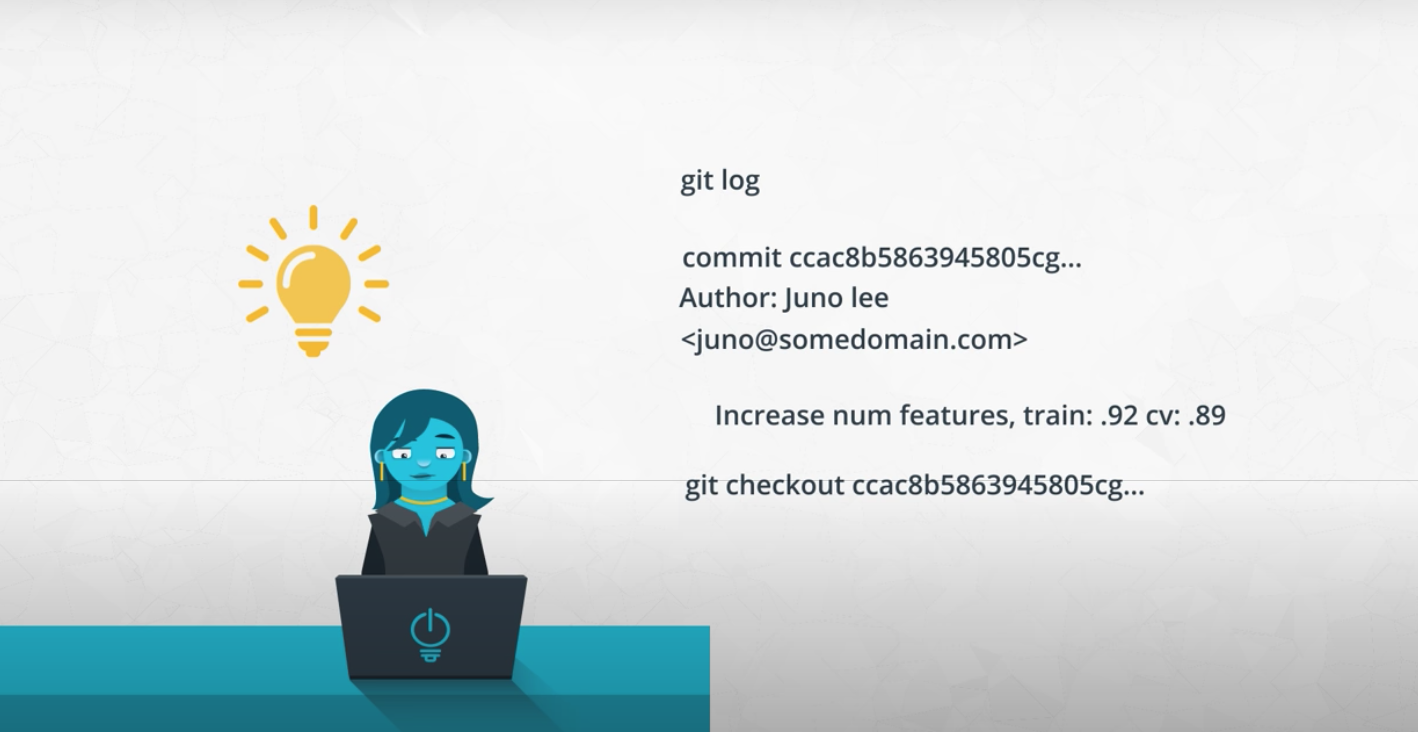 git log
commit ccac8b5863945805cg...
Author: Juno lee
<juno@somedomain.com>
Increase num features, train: .92 cv: .89
git checkout ccac8b5863945805cg...